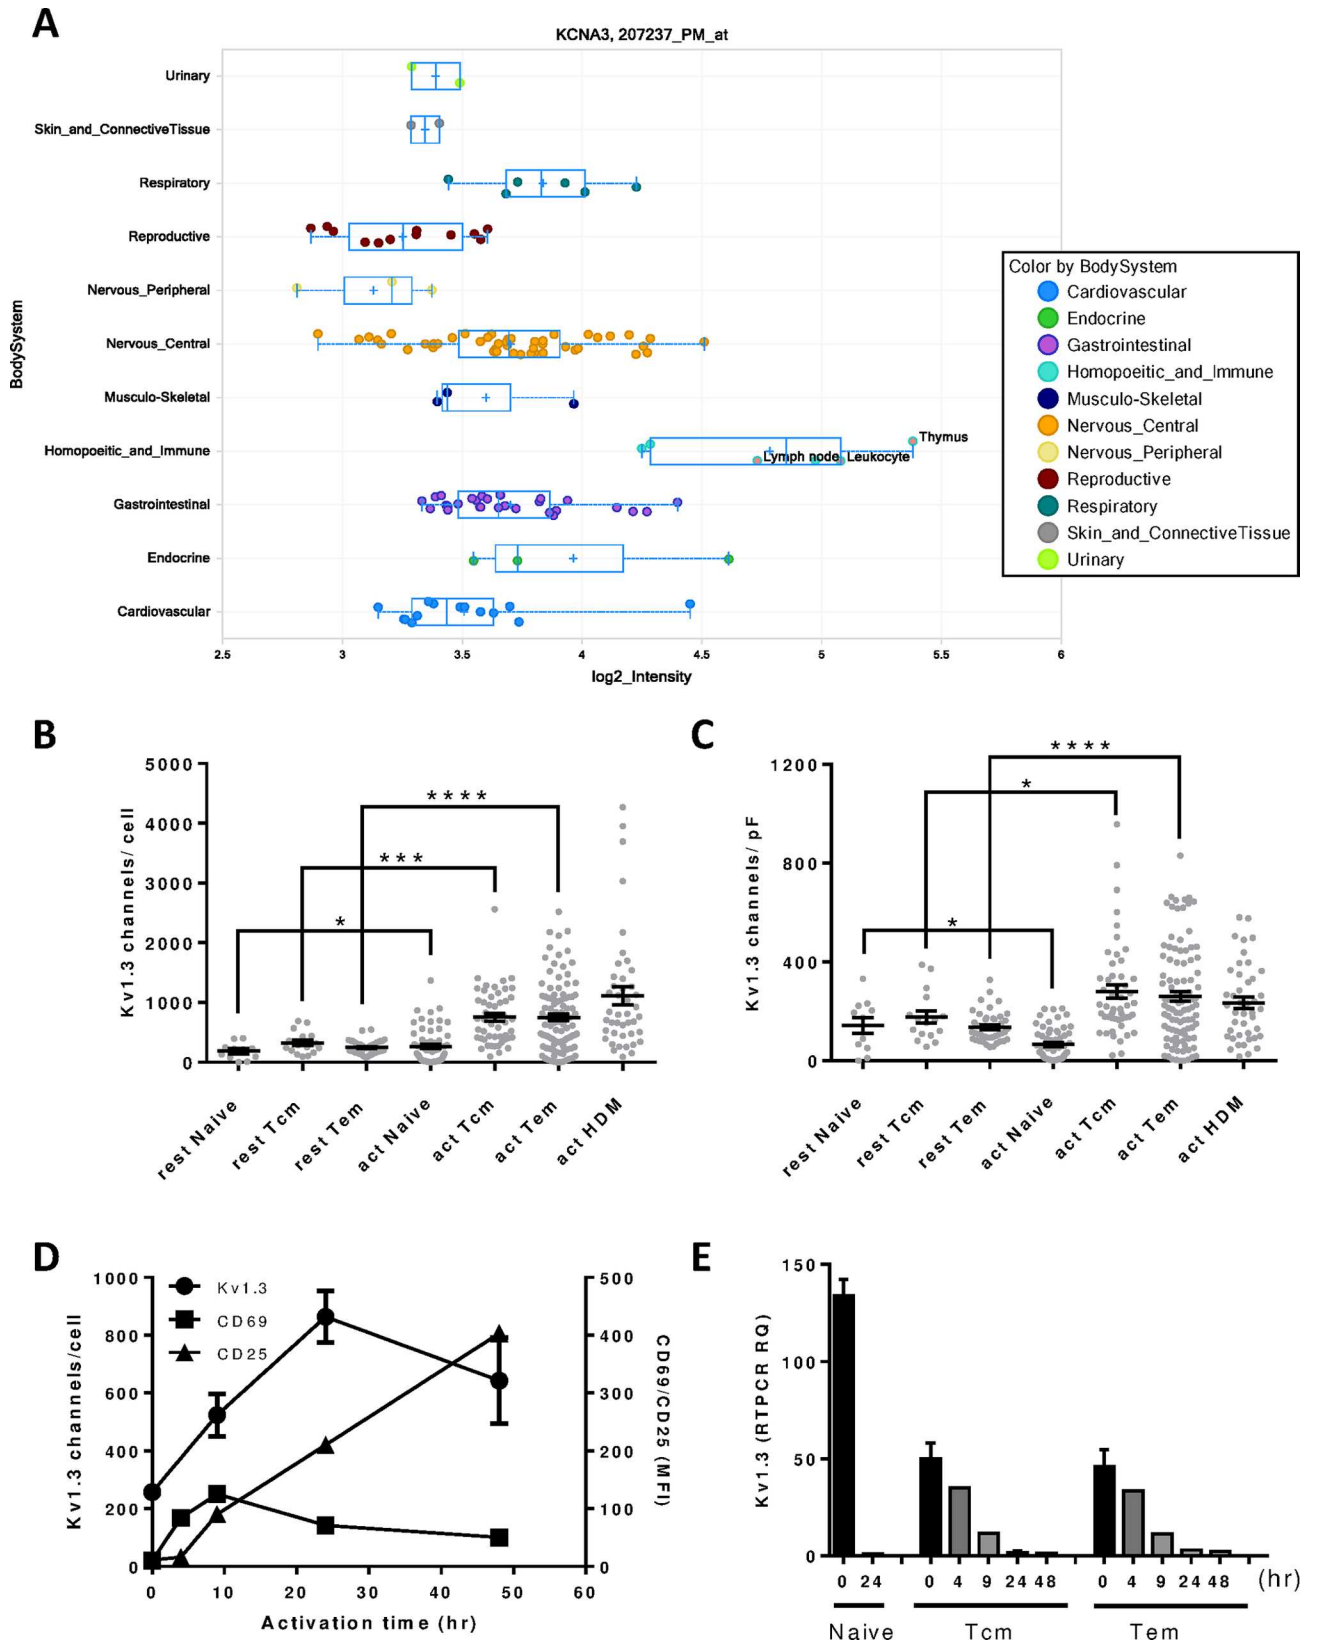 A
KCNA3, 207237_PM_at
Urinary
Skin_and_ConnectiveTissue
Respiratory
Reproductive
Nervous_Peripheral
Nervous_Central
Musculo-Skeletal
Homopoeitic_and_Immune
Gastrointestinal
Endocrine
Cardiovascular
BodySystem
Thymus
Lymph node
Leukocyte
2.5 3 3.5 4 4.5 5 5.5 6
log2_Intensity
Color by BodySystem
Cardiovascular
Endocrine
Gastrointestinal
Homopoeitic_and_Immune
Musculo-Skeletal
Nervous_Central
Nervous_Peripheral
Reproductive
Respiratory
Skin_and_ConnectiveTissue
Urinary
B
Kv1.3 channels/ cell
5000
4000
3000
2000
1000
0
****
***
*
rest Naive
rest Tcm
rest Tem
act Naive
act Tcm
act Tem
act HDM
C
Kv1.3 channels/ pF
1200
800
400
0
****
*
*
rest Naive
rest Tcm
rest Tem
act Naive
act Tcm
act Tem
act HDM
D
Kv1.3 channels/cell
1000
800
600
400
200
0
Kv1.3
CD69
CD25
500
400
300
200
100
0
CD69/CD25 (MFI)
0 10 20 30 40 50 60
Activation time (hr)
E
Kv1.3 (RTPCR RQ)
150
100
50
0
0 24 0 4 9 24 48 0 4 9 24 48 (hr)
Naive Tcm Tem